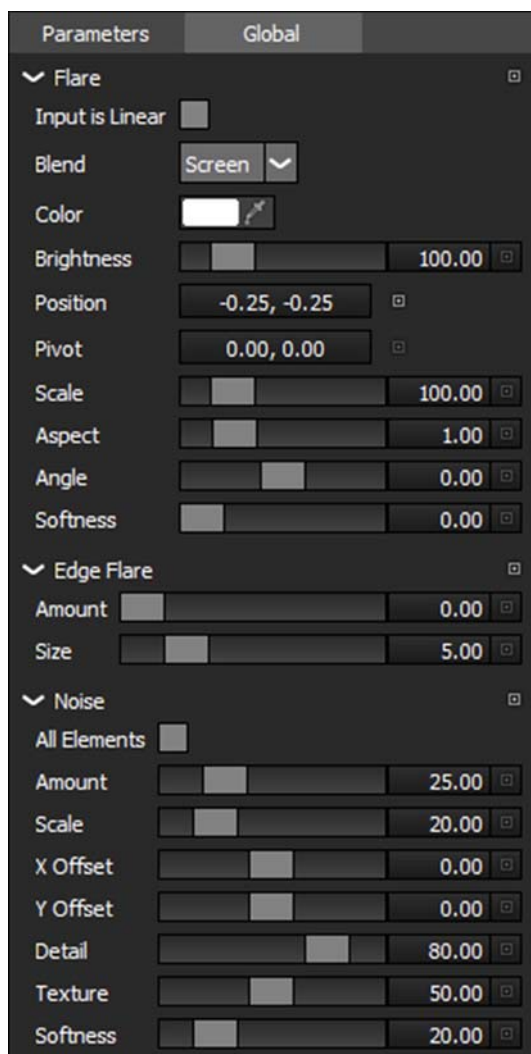 Parameters Global
Flare
Input is Linear
Blend Screen
Color
Brightness 100.00
Position -0.25, -0.25
Pivot 0.00, 0.00
Scale 100.00
Aspect 1.00
Angle 0.00
Softness 0.00
Edge Flare
Amount 0.00
Size 5.00
Noise
All Elements
Amount 25.00
Scale 20.00
X Offset 0.00
Y Offset 0.00
Detail 80.00
Texture 50.00
Softness 20.00